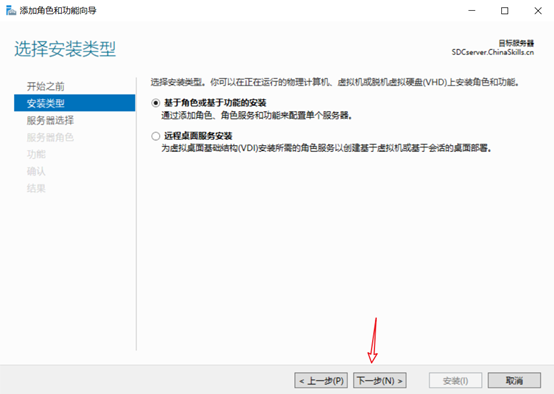 添加角色和功能向导
选择安装类型
目标服务器
SDCserver.ChinaSkills.cn
开始之前
安装类型
服务器选择
服务器角色
功能
确认
结果
选择安装类型。你可以在正在运行的物理计算机、虚拟机或脱机虚拟硬盘(VHD)上安装角色和功能。
基于角色或基于功能的安装
通过添加角色、角色服务和功能来配置单个服务器。
远程桌面服务安装
为虚拟桌面基础结构(VDI)安装所需的角色服务以创建基于虚拟机或基于会话的桌面部署。
< 上一步(P)
下一步(N) >
安装(I)
取消